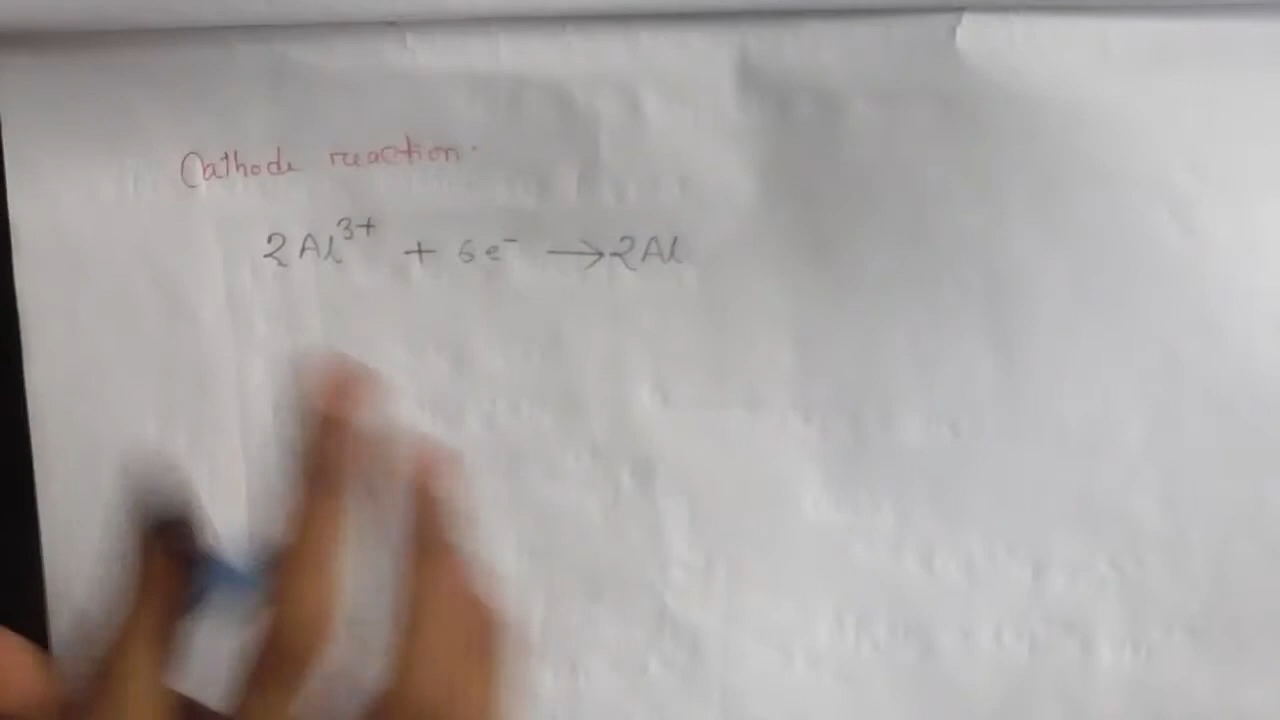 Cathode reaction.
2Al³⁺ + 6e⁻ → 2Al